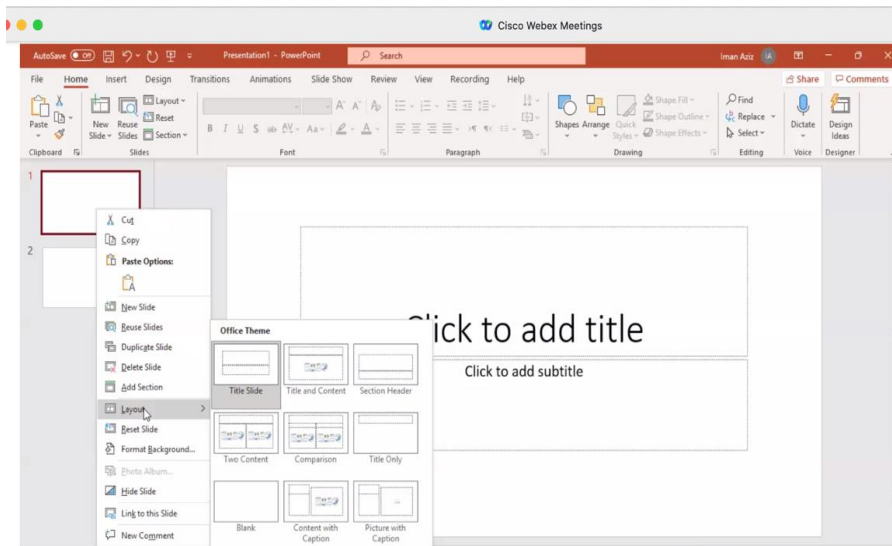 Cisco Webex Meetings
AutoSave Off Presentation1 - PowerPoint Search Iman Aziz IA
File Home Insert Design Transitions Animations Slide Show Review View Recording Help Share Comments
Paste New Slide Reuse Slides Layout Reset Section Shapes Arrange Quick Styles Shape Fill Shape Outline Shape Effects Find Replace Select Dictate Design Ideas
Clipboard Slides Font Paragraph Drawing Editing Voice Designer
1
2
Cut
Copy
Paste Options:
New Slide
Reuse Slides
Duplicate Slide
Delete Slide
Add Section
Layout
Reset Slide
Format Background...
Photo Album...
Hide Slide
Link to this Slide
New Comment
Office Theme
Title Slide Title and Content Section Header
Two Content Comparison Title Only
Blank Content with Caption Picture with Caption
lick to add title
Click to add subtitle